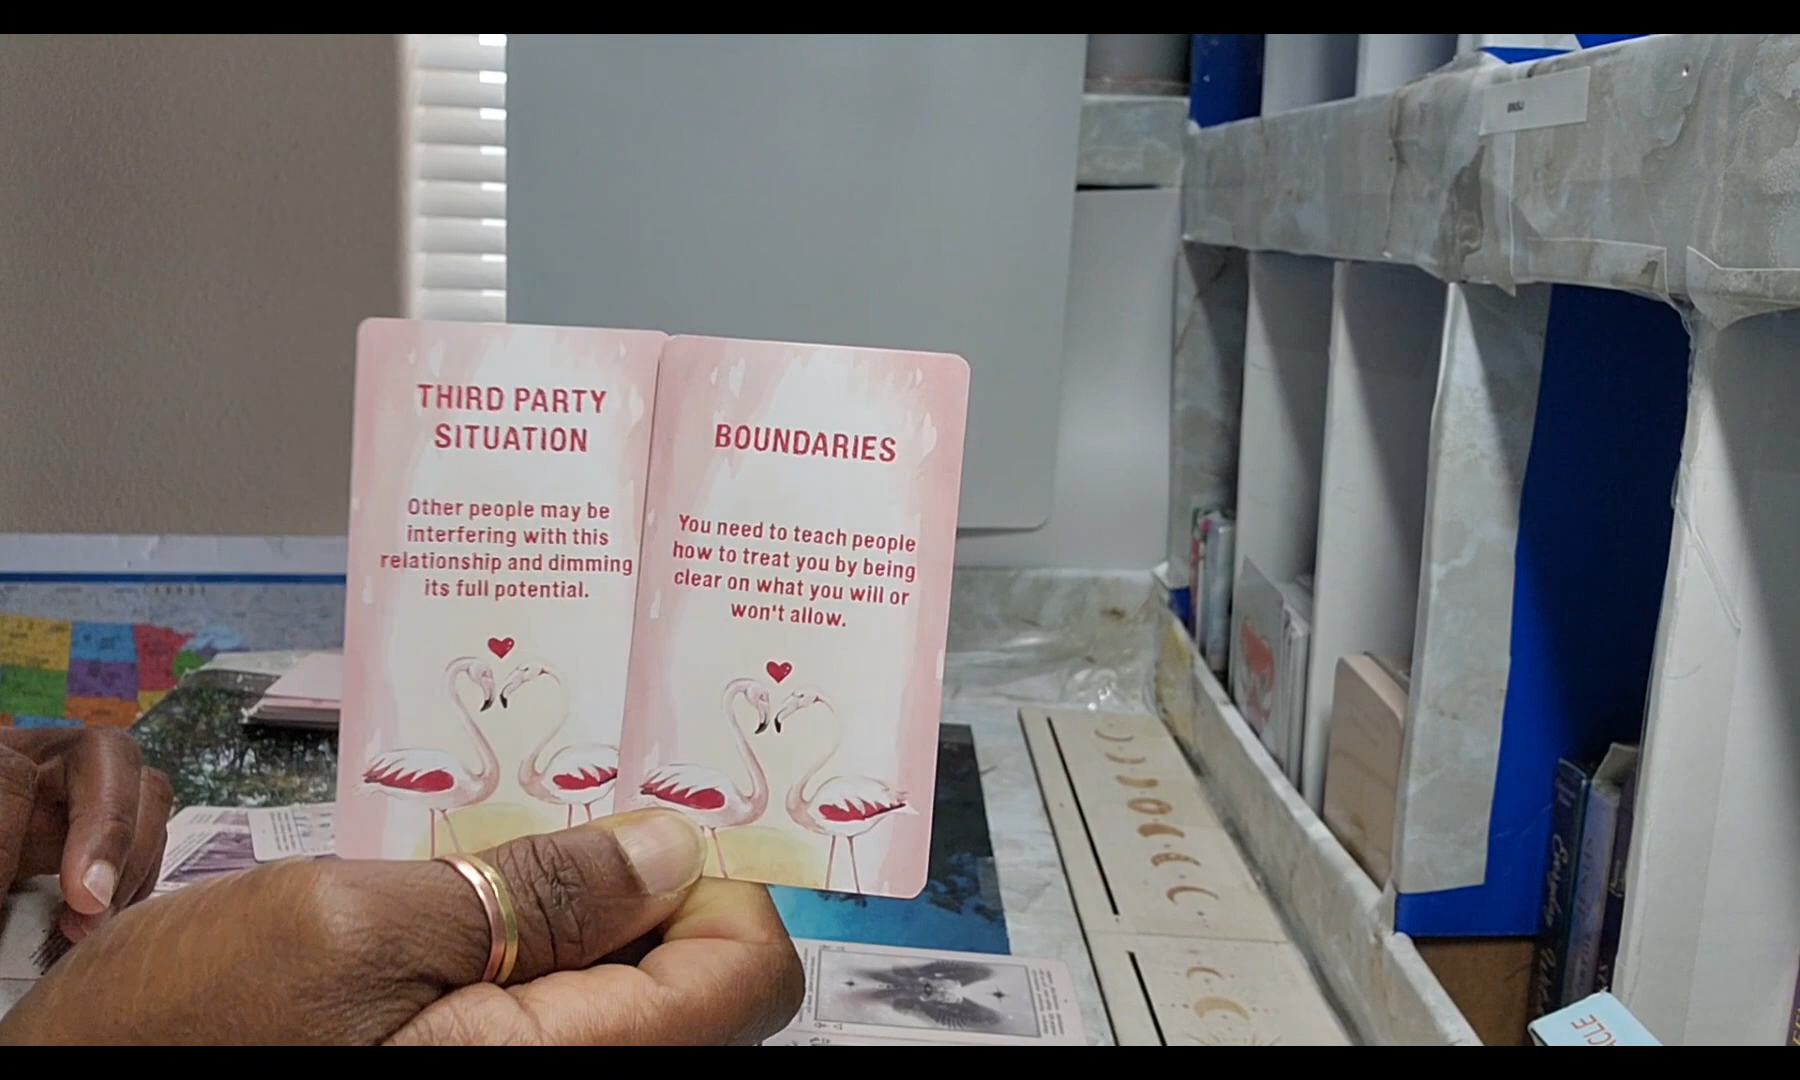 THIRD PARTY
SITUATION
Other people may be
interfering with this
relationship and dimming
its full potential.
BOUNDARIES
You need to teach people
how to treat you by being
clear on what you will or
won't allow.
ACLE